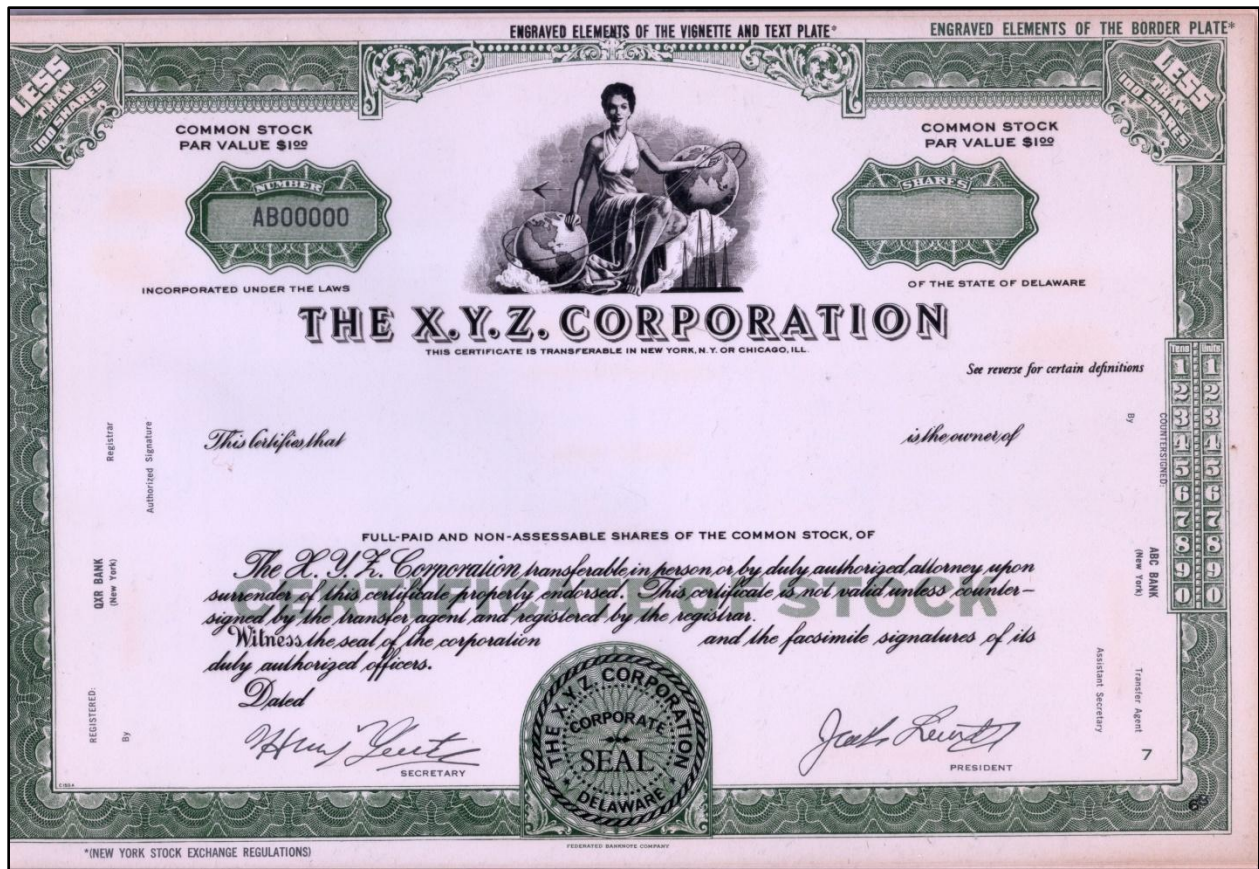 ENGRAVED ELEMENTS OF THE VIGNETTE AND TEXT PLATE*
ENGRAVED ELEMENTS OF THE BORDER PLATE*
LESS
THAN
100 SHARES
LESS
THAN
100 SHARES
COMMON STOCK
PAR VALUE $1⁰⁰
COMMON STOCK
PAR VALUE $1⁰⁰
NUMBER
AB00000
SHARES
INCORPORATED UNDER THE LAWS
OF THE STATE OF DELAWARE
THE X.Y.Z. CORPORATION
THIS CERTIFICATE IS TRANSFERABLE IN NEW YORK, N.Y. OR CHICAGO, ILL.
See reverse for certain definitions
This Certifies that
is the owner of
FULL-PAID AND NON-ASSESSABLE SHARES OF THE COMMON STOCK, OF
CERTIFICATE OF STOCK
The X.Y.Z. Corporation, transferable in person or by duly authorized attorney upon
surrender of this certificate properly endorsed. This certificate is not valid unless counter-
signed by the transfer agent and registered by the registrar.
Witness the seal of the corporation and the facsimile signatures of its
duly authorized officers.
Dated
SECRETARY
PRESIDENT
THE X.Y.Z. CORPORATION
CORPORATE
SEAL
DELAWARE
REGISTERED:
QXR BANK
(New York)
Registrar
By
Authorized Signature
COUNTERSIGNED:
ABC BANK
(New York)
Transfer Agent
By
Assistant Secretary
Tens Units
1 1
2 2
3 3
4 4
5 5
6 6
7 7
8 8
9 9
0 0
7
FEDERATED BANKNOTE COMPANY
*(NEW YORK STOCK EXCHANGE REGULATIONS)